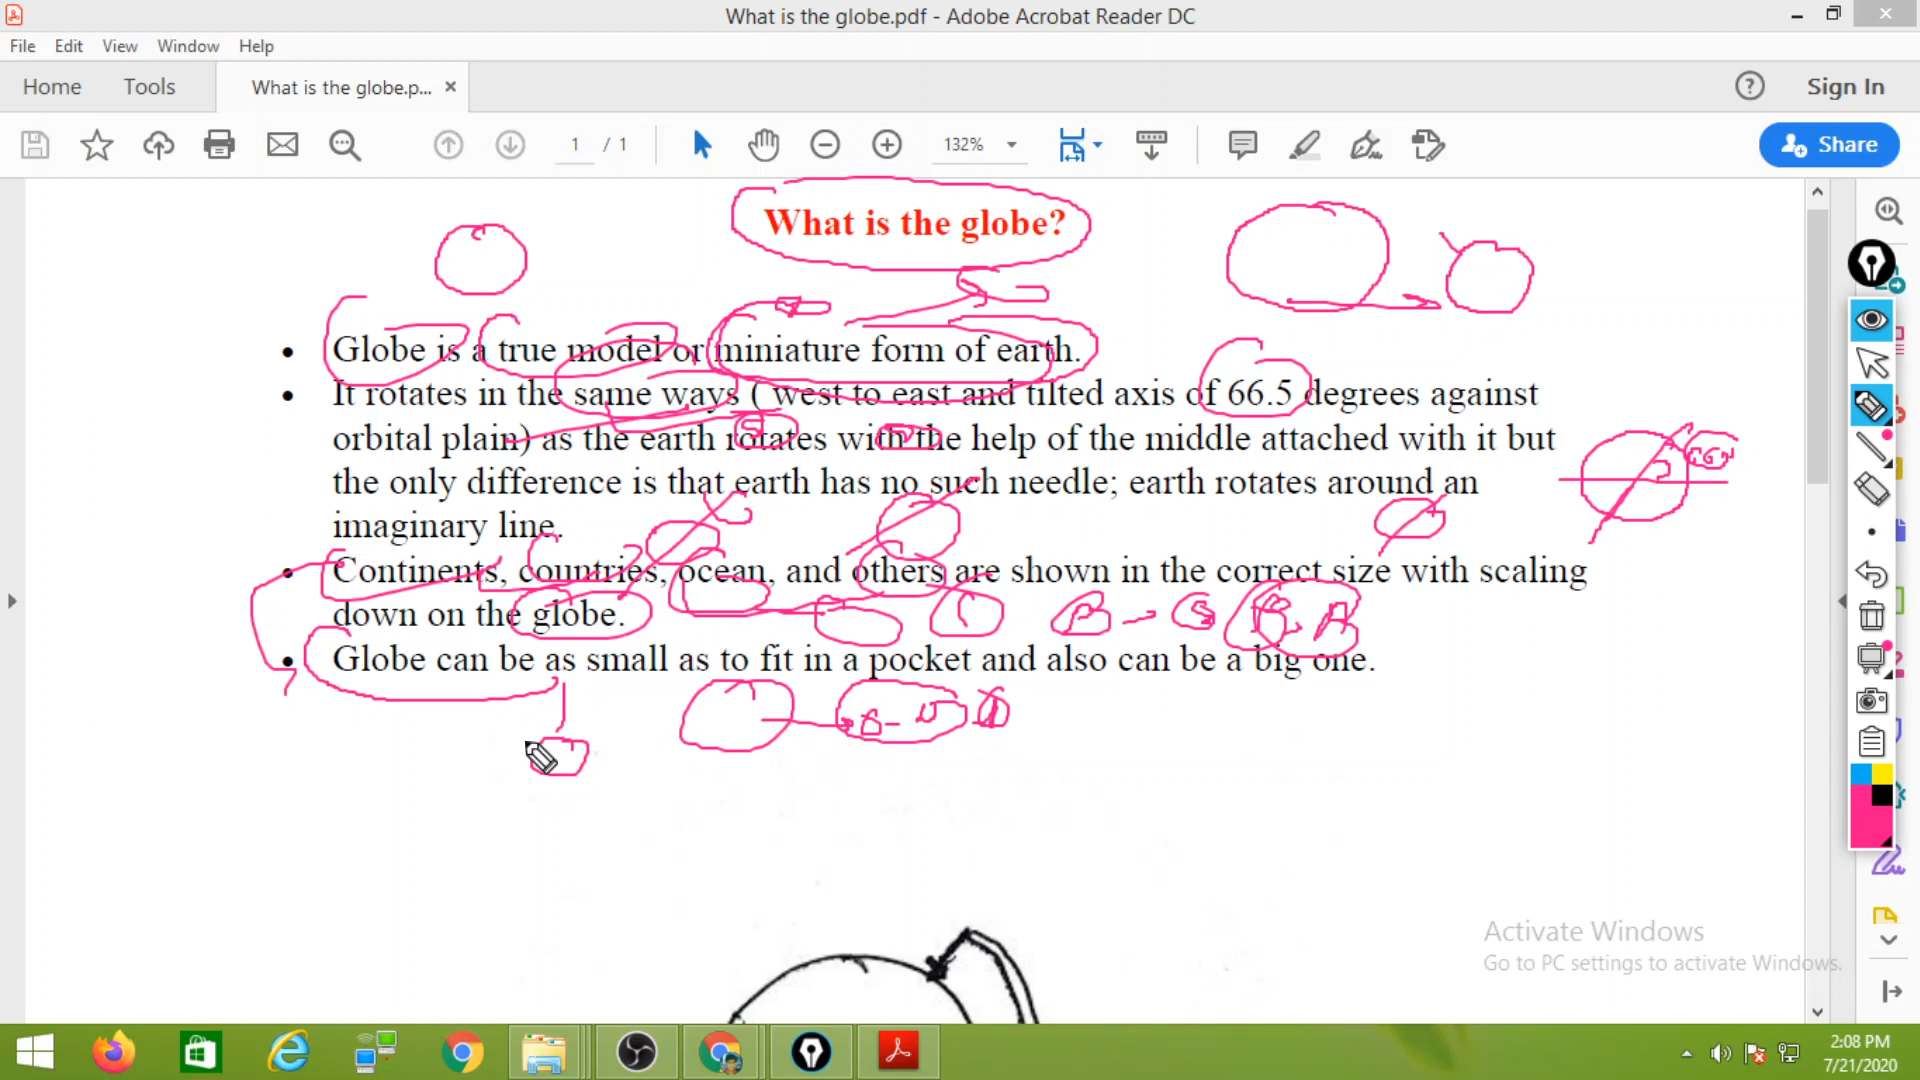 What is the globe.pdf - Adobe Acrobat Reader DC
File Edit View Window Help
Home Tools What is the globe.p... Sign In
1 / 1 132% Share
What is the globe?
• Globe is a true model or miniature form of earth.
• It rotates in the same ways ( west to east and tilted axis of 66.5 degrees against
orbital plain) as the earth rotates with the help of the middle attached with it but
the only difference is that earth has no such needle; earth rotates around an
imaginary line.
• Continents, countries, ocean, and others are shown in the correct size with scaling
down on the globe.
• Globe can be as small as to fit in a pocket and also can be a big one.
Activate Windows
Go to PC settings to activate Windows.
2:08 PM
7/21/2020